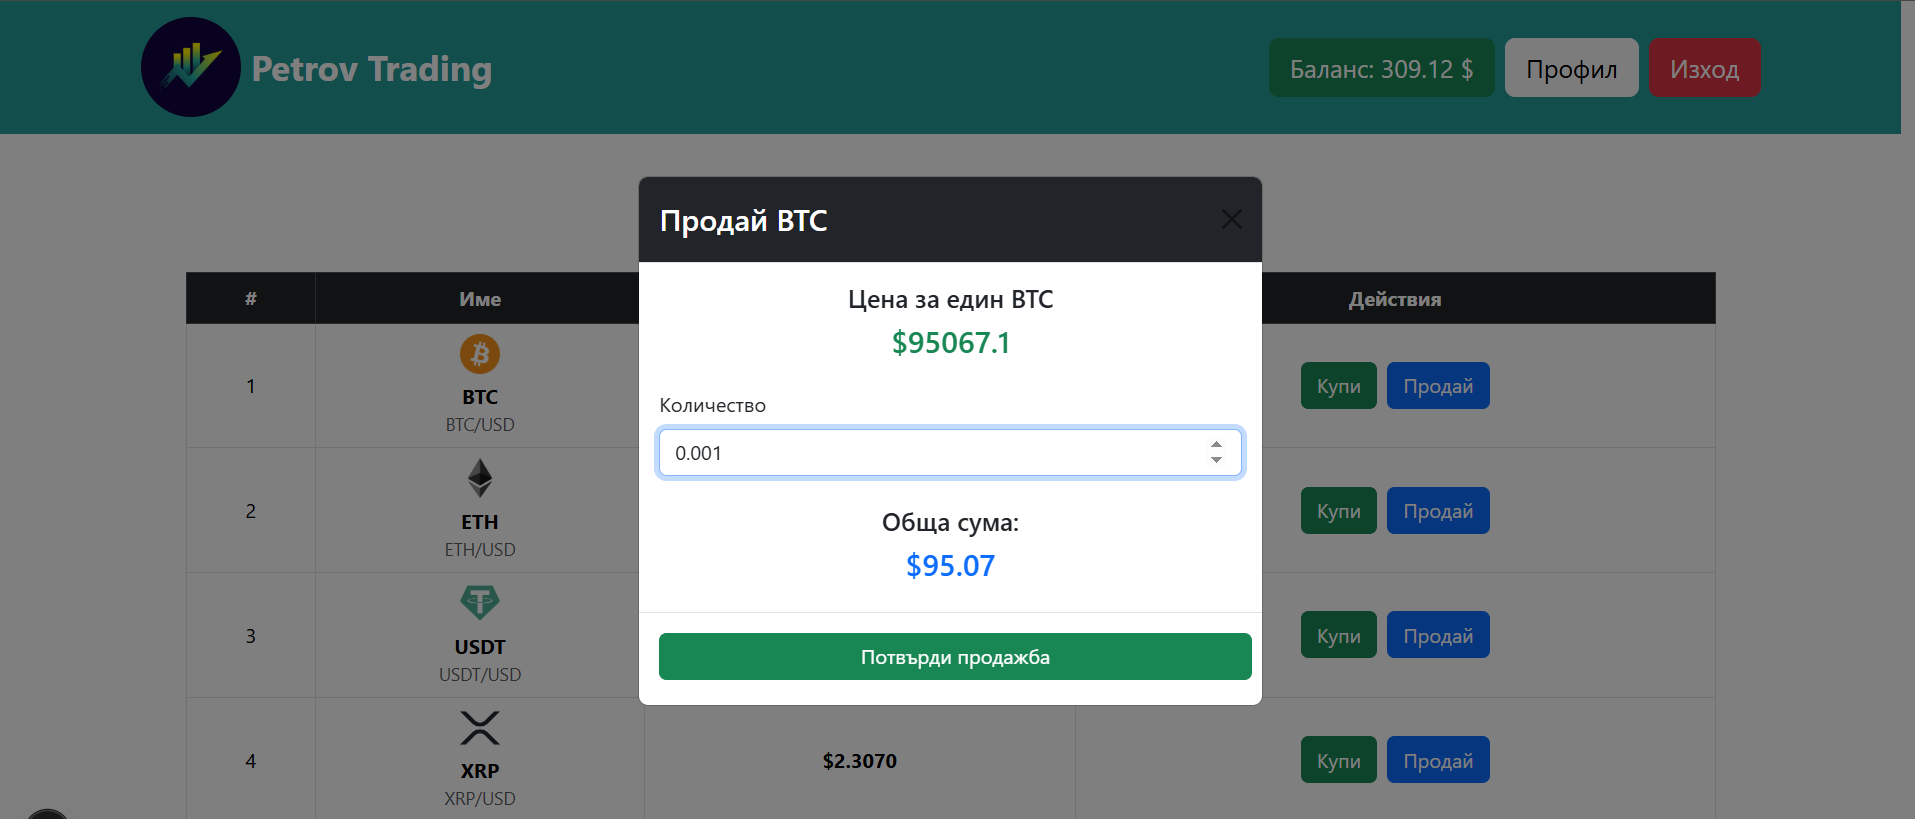 Petrov Trading
Баланс: 309.12 $
Профил
Изход
Продай BTC
Цена за един BTC
$95067.1
Количество
0.001
Обща сума:
$95.07
Потвърди продажба
# Име Действия
1 BTC Купи Продай
BTC/USD
2 ETH Купи Продай
ETH/USD
3 USDT Купи Продай
USDT/USD
4 XRP $2.3070 Купи Продай
XRP/USD